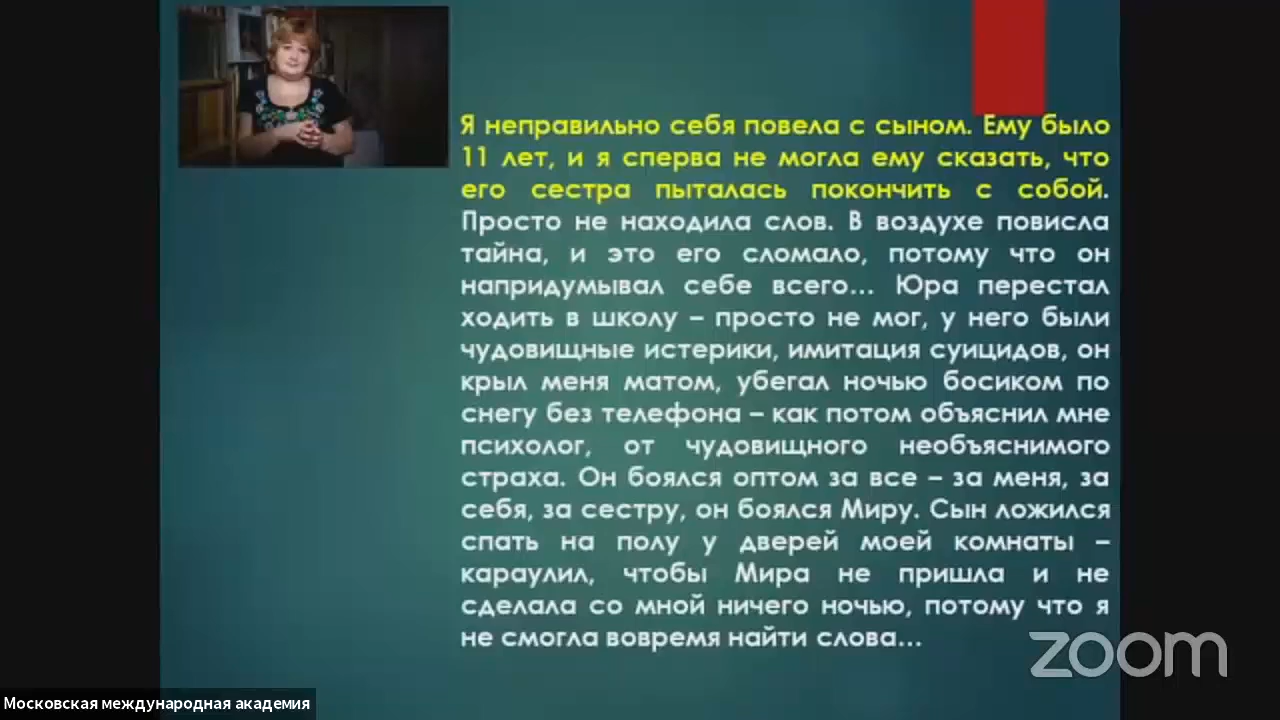 Я неправильно себя повела с сыном. Ему было
11 лет, и я сперва не могла ему сказать, что
его сестра пыталась покончить с собой.
Просто не находила слов. В воздухе повисла
тайна, и это его сломало, потому что он
напридумывал себе всего… Юра перестал
ходить в школу – просто не мог, у него были
чудовищные истерики, имитация суицидов, он
крыл меня матом, убегал ночью босиком по
снегу без телефона – как потом объяснил мне
психолог, от чудовищного необъяснимого
страха. Он боялся оптом за все – за меня, за
себя, за сестру, он боялся Миру. Сын ложился
спать на полу у дверей моей комнаты –
караулил, чтобы Мира не пришла и не
сделала со мной ничего ночью, потому что я
не смогла вовремя найти слова…
zoom
Московская международная академия